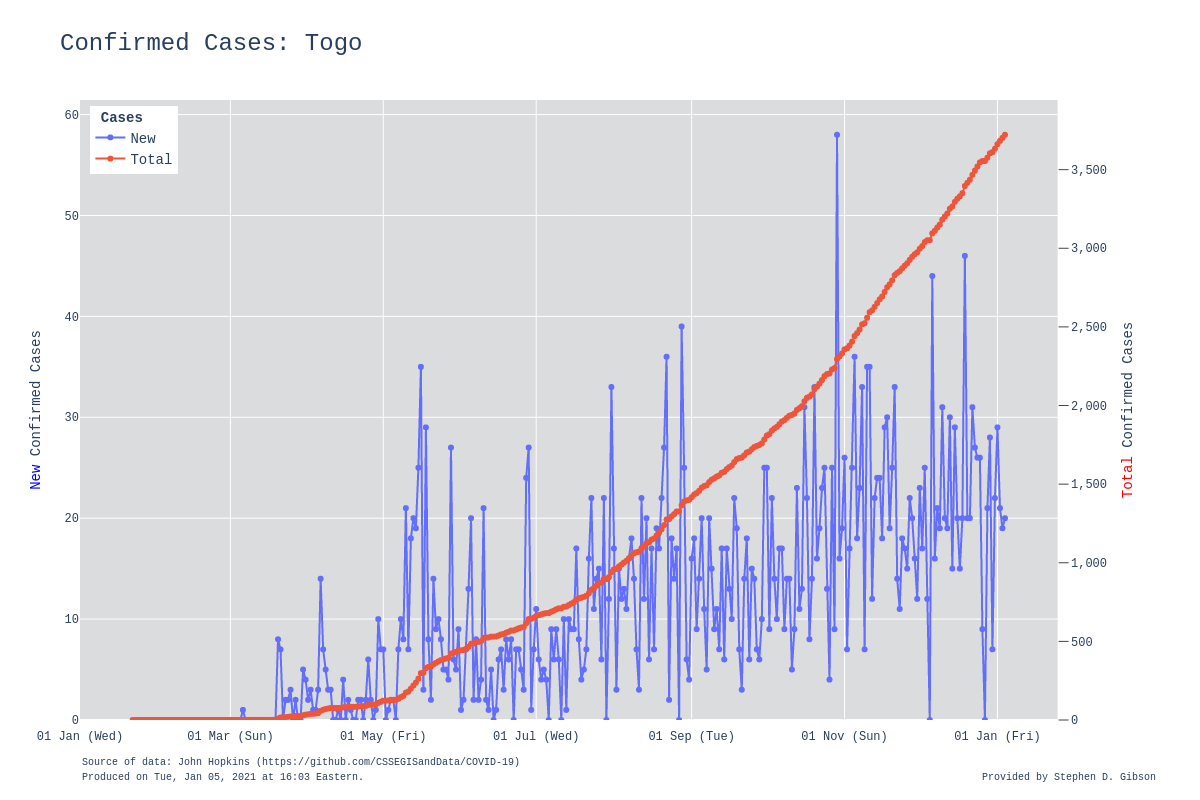 Confirmed Cases: Togo
Cases
New
Total
60
50
40
30
20
10
0
New Confirmed Cases
3,500
3,000
2,500
2,000
1,500
1,000
500
0
Total Confirmed Cases
01 Jan (Wed) 01 Mar (Sun) 01 May (Fri) 01 Jul (Wed) 01 Sep (Tue) 01 Nov (Sun) 01 Jan (Fri)
Source of data: John Hopkins (https://github.com/CSSEGISandData/COVID-19)
Produced on Tue, Jan 05, 2021 at 16:03 Eastern.
Provided by Stephen D. Gibson